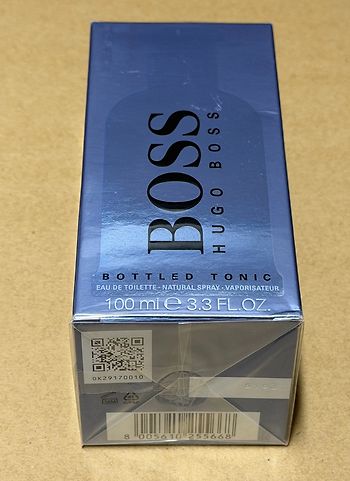 BOSS
HUGO BOSS
BOTTLED TONIC
EAU DE TOILETTE - NATURAL SPRAY - VAPORISATEUR
100 ml ℮ 3.3 FL.OZ.
0K29170010
8 005610 255668